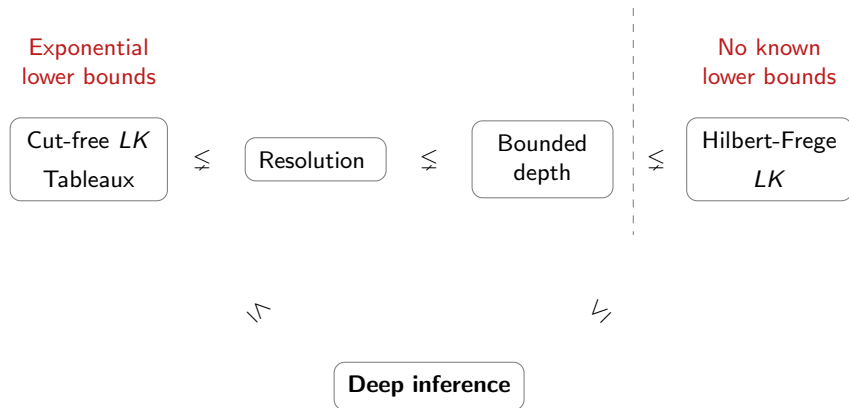 Exponential
lower bounds
No known
lower bounds
Cut-free LK
Tableaux
≨
Resolution
≨
Bounded
depth
≨
Hilbert-Frege
LK
≤
≤
Deep inference